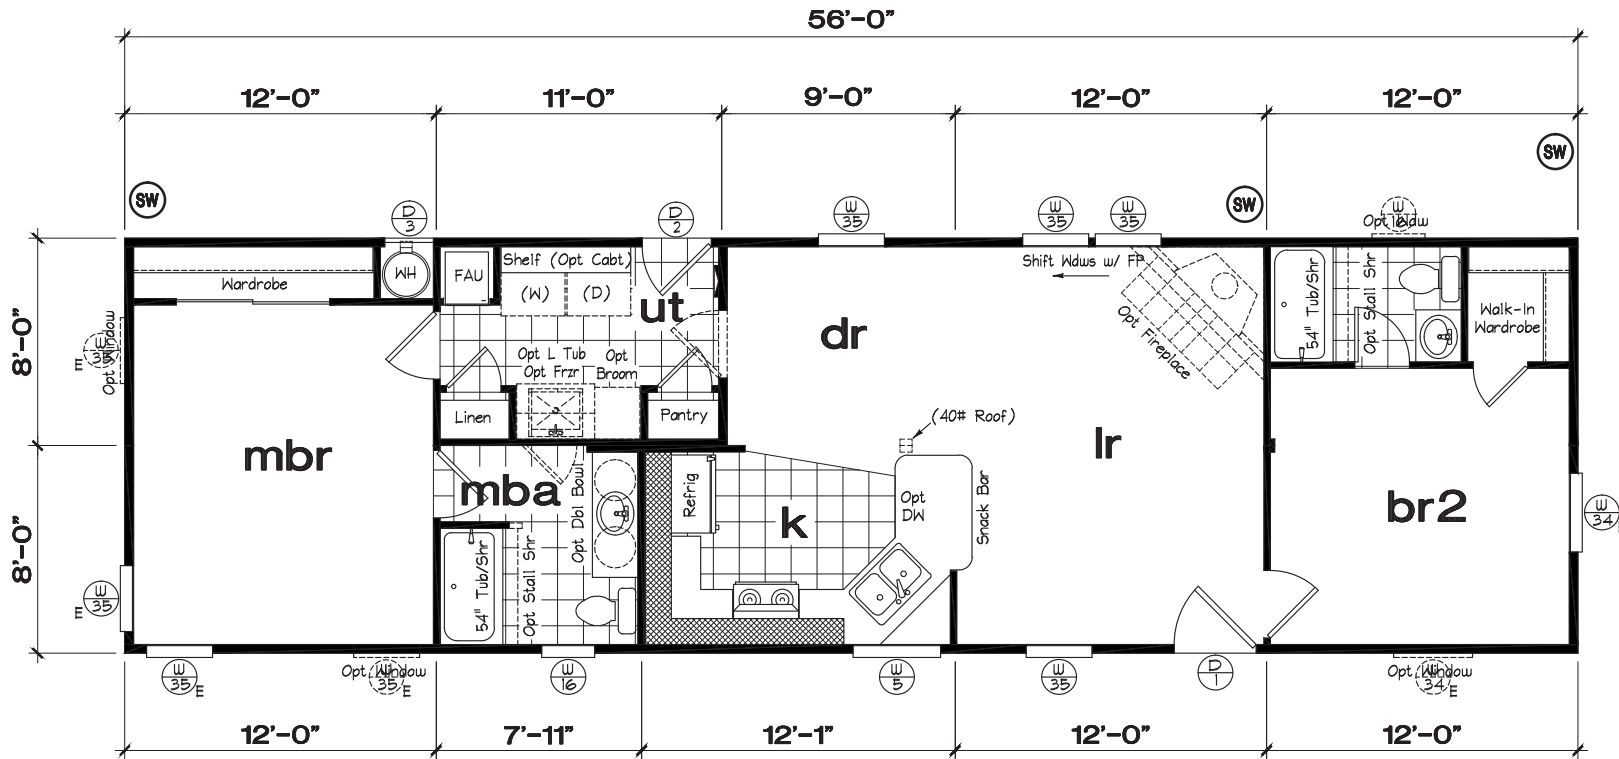 56'-0"
12'-0"
11'-0"
9'-0"
12'-0"
12'-0"
SW
SW
SW
D
3
D
2
W
35
W
35
W
35
W
Opt Wdw
Wardrobe
WH
FAU
Shelf (Opt Cabt)
(W)
(D)
ut
Shift Wdws w/ FP
Opt Fireplace
54" Tub/Shr
Opt Stall Shr
Walk-In
Wardrobe
8'-0"
W
35
E
Opt Window
dr
Opt L Tub
Opt Frzr
Opt
Broom
Linen
Pantry
(40# Roof)
mbr
mba
lr
8'-0"
Opt Dbl Bowl
Refrig
k
Opt
DW
Snack Bar
br2
W
34
54" Tub/Shr
Opt Stall Shr
W
35
E
W
35
E
Opt Window
W
35
E
W
16
W
5
W
35
D
1
Opt Window
W
34
E
12'-0"
7'-11"
12'-1"
12'-0"
12'-0"